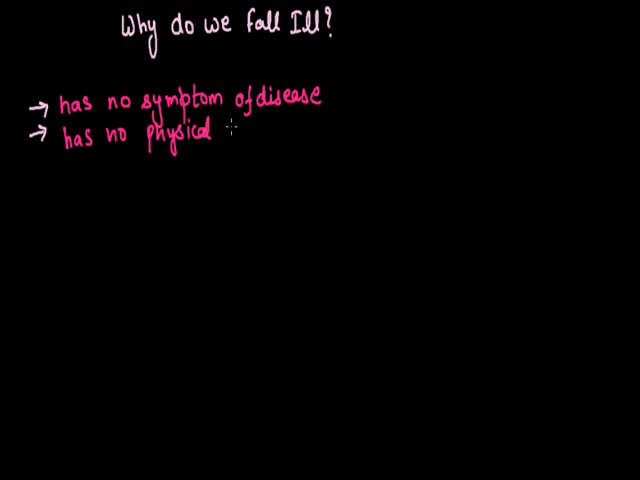 Why do we fall Ill?
→ has no symptom of disease
→ has no physical